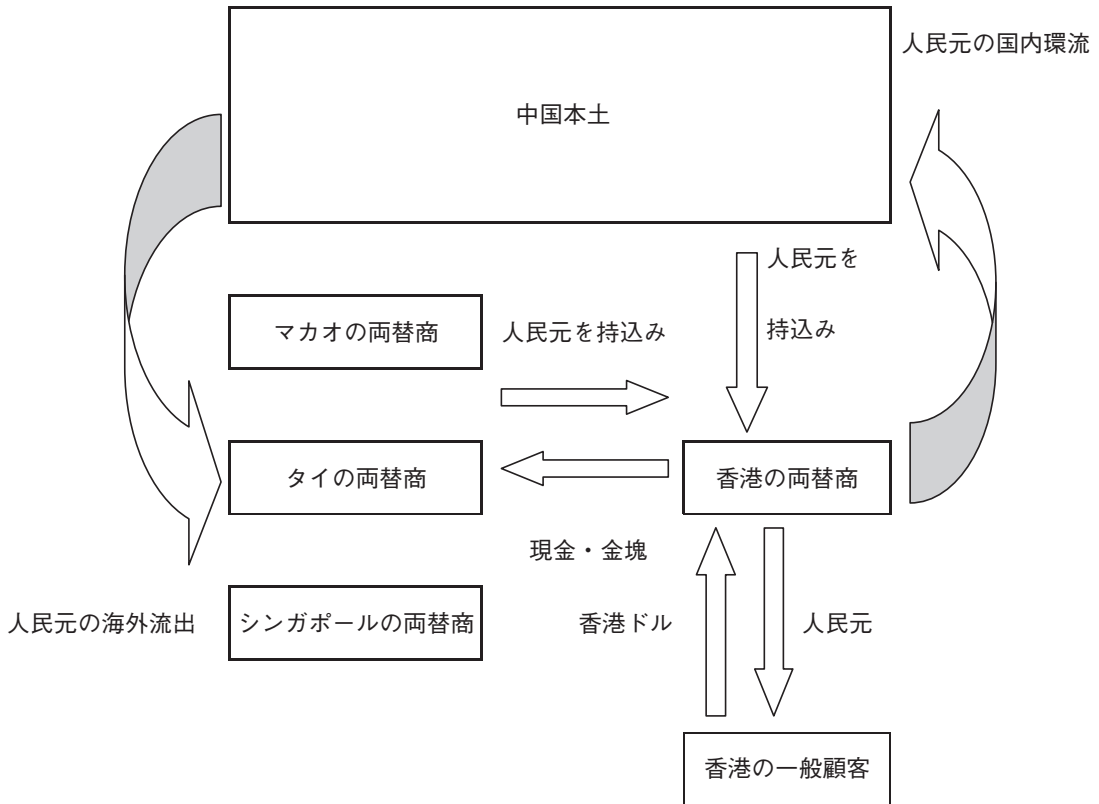 人民元の国内環流
中国本土
人民元を
持込み
マカオの両替商
人民元を持込み
タイの両替商
香港の両替商
現金・金塊
人民元の海外流出
シンガポールの両替商
香港ドル
人民元
香港の一般顧客